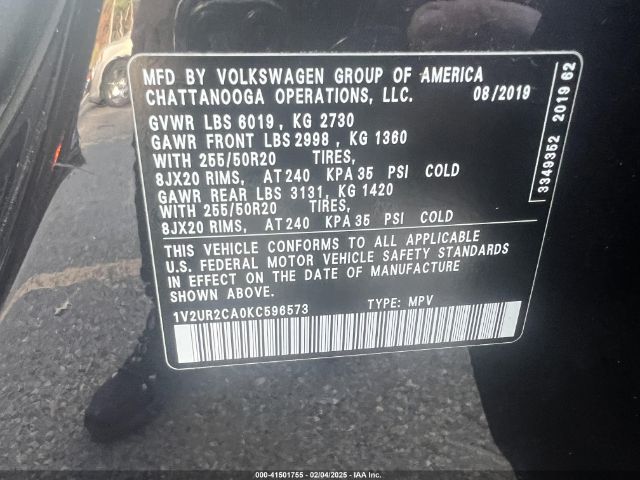 MFD BY VOLKSWAGEN GROUP OF AMERICA
CHATTANOOGA OPERATIONS, LLC. 08/2019
GVWR LBS 6019, KG 2730
GAWR FRONT LBS 2998, KG 1360
WITH 255/50R20 TIRES,
8JX20 RIMS, AT 240 KPA 35 PSI COLD
GAWR REAR LBS 3131, KG 1420
WITH 255/50R20 TIRES,
8JX20 RIMS, AT 240 KPA 35 PSI COLD
THIS VEHICLE CONFORMS TO ALL APPLICABLE
U.S. FEDERAL MOTOR VEHICLE SAFETY STANDARDS
IN EFFECT ON THE DATE OF MANUFACTURE
SHOWN ABOVE.
1V2UR2CA0KC596573 TYPE: MPV
3349352 2019 62
000-41501755 - 02/04/2025 - IAAI.COM